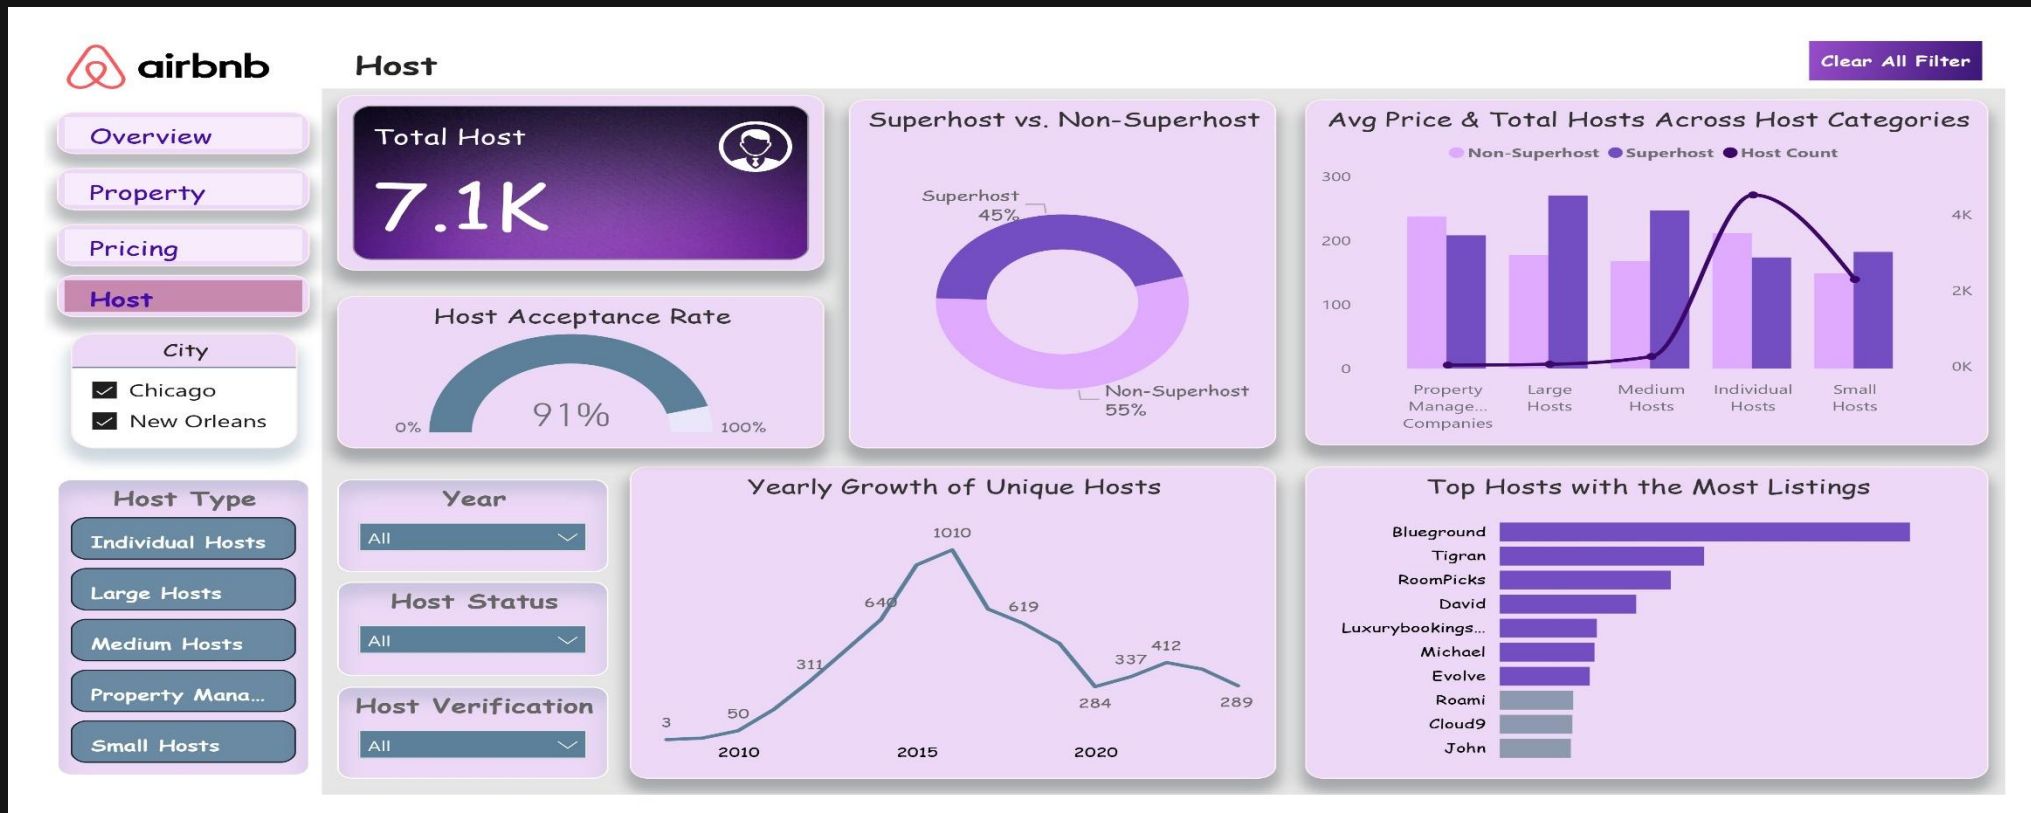 airbnb
Host
Clear All Filter
Overview
Property
Pricing
Host
City
Chicago
New Orleans
Host Type
Individual Hosts
Large Hosts
Medium Hosts
Property Mana...
Small Hosts
Total Host
7.1K
Host Acceptance Rate
91%
0%
100%
Superhost vs. Non-Superhost
Superhost
45%
Non-Superhost
55%
Avg Price & Total Hosts Across Host Categories
Non-Superhost Superhost Host Count
300
200
100
0
4K
2K
0K
Property
Manage...
Companies
Large
Hosts
Medium
Hosts
Individual
Hosts
Small
Hosts
Year
All
Host Status
All
Host Verification
All
Yearly Growth of Unique Hosts
3
50
311
640
1010
619
284
337
412
289
2010
2015
2020
Top Hosts with the Most Listings
Blueground
Tigran
RoomPicks
David
Luxurybookings...
Michael
Evolve
Roami
Cloud9
John